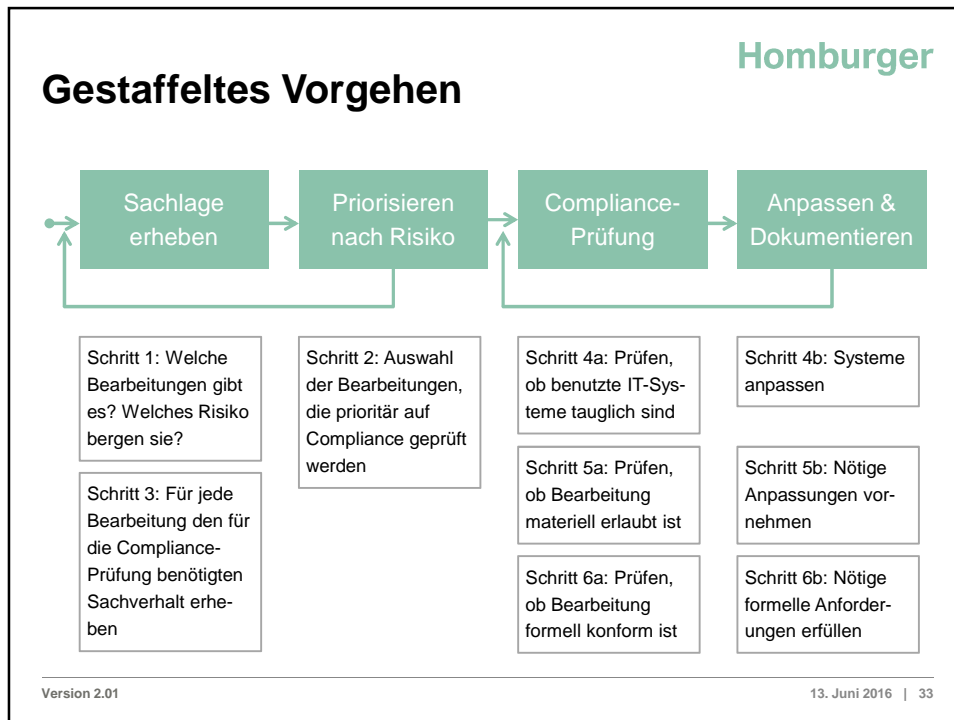 Homburger
Gestaffeltes Vorgehen
Sachlage
erheben
Priorisieren
nach Risiko
Compliance-
Prüfung
Anpassen &
Dokumentieren
Schritt 1: Welche
Bearbeitungen gibt
es? Welches Risiko
bergen sie?
Schritt 3: Für jede
Bearbeitung den für
die Compliance-
Prüfung benötigten
Sachverhalt erhe-
ben
Schritt 2: Auswahl
der Bearbeitungen,
die prioritär auf
Compliance geprüft
werden
Schritt 4a: Prüfen,
ob benutzte IT-Sys-
teme tauglich sind
Schritt 5a: Prüfen,
ob Bearbeitung
materiell erlaubt ist
Schritt 6a: Prüfen,
ob Bearbeitung
formell konform ist
Schritt 4b: Systeme
anpassen
Schritt 5b: Nötige
Anpassungen vor-
nehmen
Schritt 6b: Nötige
formelle Anforder-
ungen erfüllen
Version 2.01
13. Juni 2016 | 33